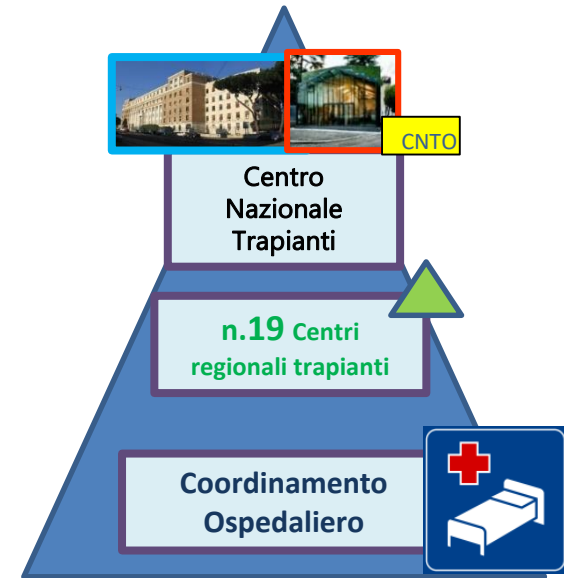 CNTO
Centro
Nazionale
Trapianti
n.19 Centri
regionali trapianti
Coordinamento
Ospedaliero